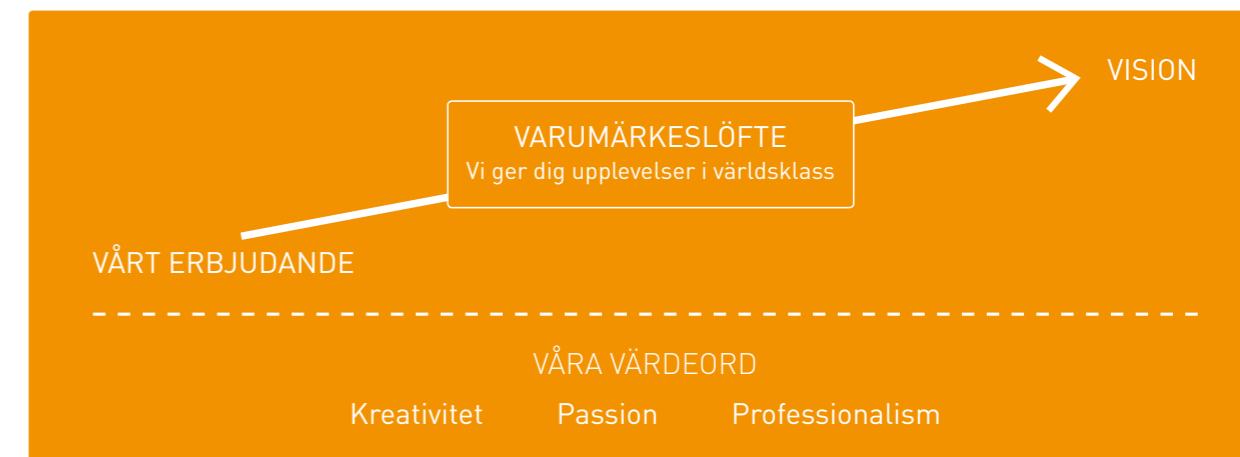 VISION
VARUMÄRKESLÖFTE
Vi ger dig upplevelser i världsklass
VÅRT ERBJUDANDE
VÅRA VÄRDEORD
Kreativitet Passion Professionalism